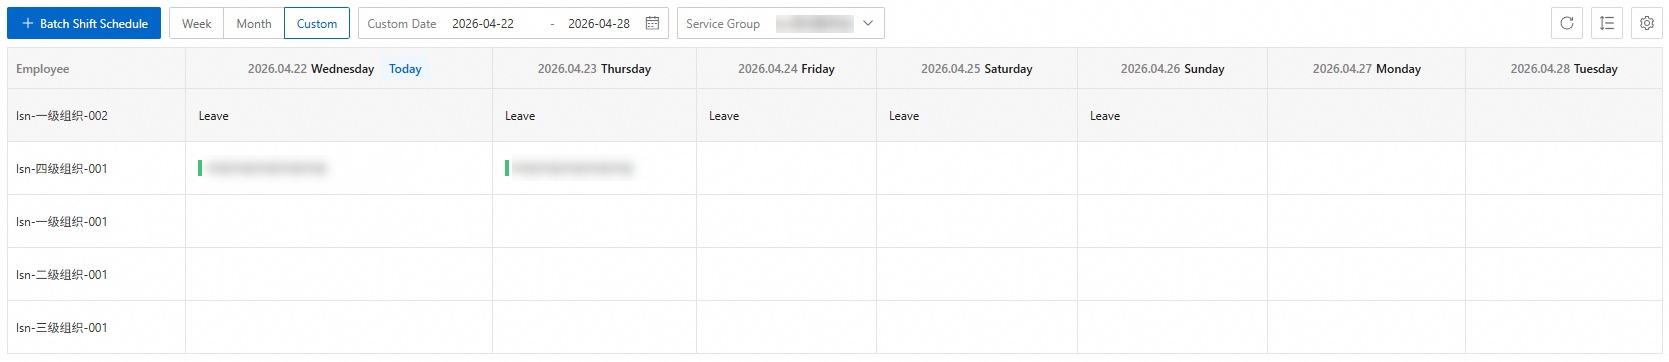 + Batch Shift Schedule Week Month Custom Custom Date 2026-04-22 - 2026-04-28 Service Group
Employee 2026.04.22 Wednesday Today 2026.04.23 Thursday 2026.04.24 Friday 2026.04.25 Saturday 2026.04.26 Sunday 2026.04.27 Monday 2026.04.28 Tuesday
lsn-一级组织-002 Leave Leave Leave Leave Leave
lsn-四级组织-001
lsn-一级组织-001
lsn-二级组织-001
lsn-三级组织-001